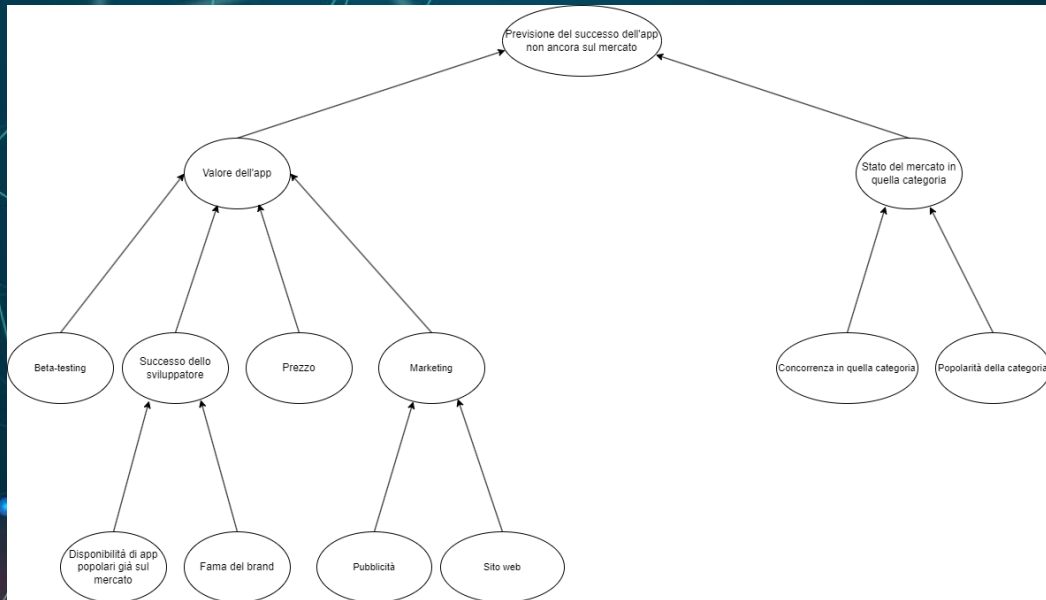 Previsione del successo dell'app
non ancora sul mercato
Valore dell'app
Stato del mercato in
quella categoria
Beta-testing
Successo dello
sviluppatore
Prezzo
Marketing
Concorrenza in quella categoria
Popolarità della categoria
Disponibilità di app
popolari già sul
mercato
Fama del brand
Pubblicità
Sito web